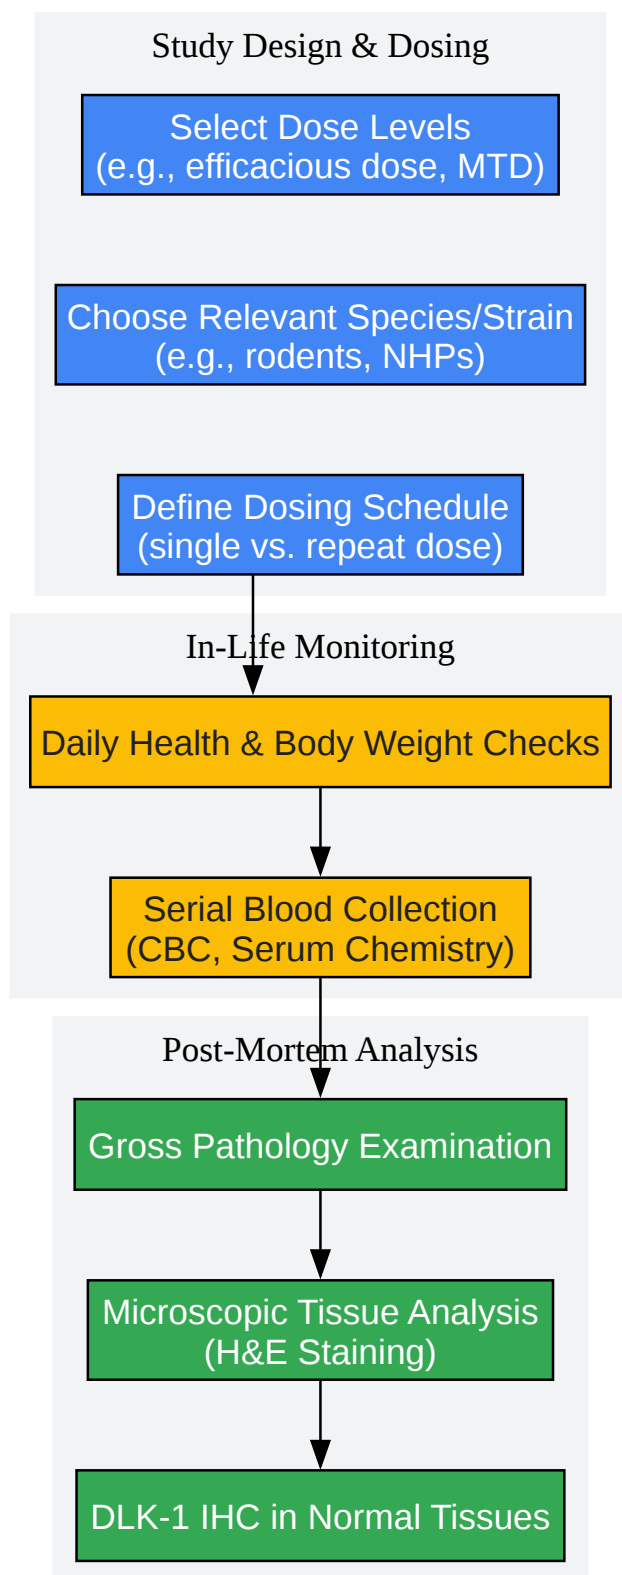 Study Design & Dosing
Select Dose Levels
(e.g., efficacious dose, MTD)
Choose Relevant Species/Strain
(e.g., rodents, NHPs)
Define Dosing Schedule
(single vs. repeat dose)
In-Life Monitoring
Daily Health & Body Weight Checks
Serial Blood Collection
(CBC, Serum Chemistry)
Post-Mortem Analysis
Gross Pathology Examination
Microscopic Tissue Analysis
(H&E Staining)
DLK-1 IHC in Normal Tissues